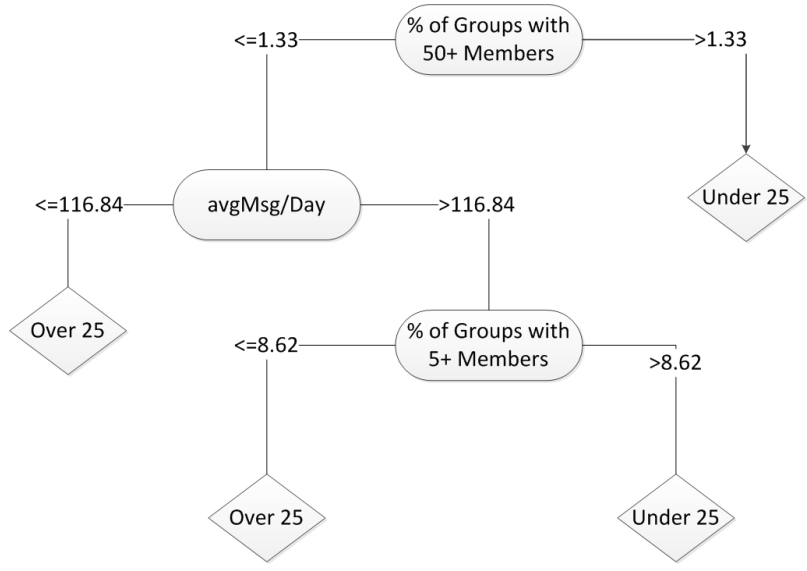 % of Groups with
50+ Members
<=1.33
>1.33
Under 25
avgMsg/Day
<=116.84
>116.84
Over 25
% of Groups with
5+ Members
<=8.62
>8.62
Over 25
Under 25